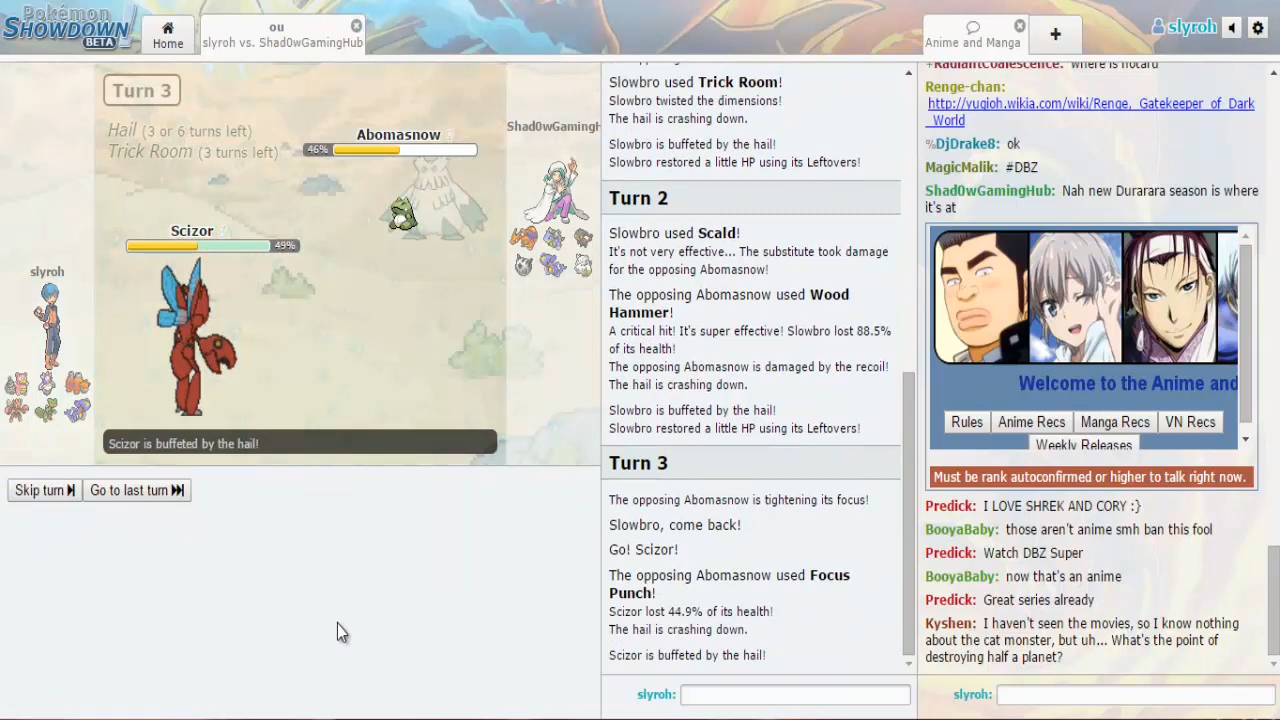 Pokémon
SHOWDOWN
BETA
Home
ou
slyroh vs. Shad0wGamingHub
Anime and Manga
+
slyroh
Turn 3
Hail (3 or 6 turns left)
Trick Room (3 turns left)
Abomasnow
46%
Shad0wGamingH
Scizor
49%
slyroh
Scizor is buffeted by the hail!
Skip turn
Go to last turn
Slowbro used Trick Room!
Slowbro twisted the dimensions!
The hail is crashing down.
Slowbro is buffeted by the hail!
Slowbro restored a little HP using its Leftovers!
Turn 2
Slowbro used Scald!
It's not very effective... The substitute took damage
for the opposing Abomasnow!
The opposing Abomasnow used Wood
Hammer!
A critical hit! It's super effective! Slowbro lost 88.5%
of its health!
The opposing Abomasnow is damaged by the recoil!
The hail is crashing down.
Slowbro is buffeted by the hail!
Slowbro restored a little HP using its Leftovers!
Turn 3
The opposing Abomasnow is tightening its focus!
Slowbro, come back!
Go! Scizor!
The opposing Abomasnow used Focus
Punch!
Scizor lost 44.9% of its health!
The hail is crashing down.
Scizor is buffeted by the hail!
slyroh:
+RadiantCoalescence: where is hotaru
Renge-chan:
http://yugioh.wikia.com/wiki/Renge,_Gatekeeper_of_Dark
_World
%DjDrake8: ok
MagicMalik: #DBZ
Shad0wGamingHub: Nah new Durarara season is where
it's at
Welcome to the Anime and
Rules
Anime Recs
Manga Recs
VN Recs
Weekly Releases
Must be rank autoconfirmed or higher to talk right now.
Predick: I LOVE SHREK AND CORY :}
BooyaBaby: those aren't anime smh ban this fool
Predick: Watch DBZ Super
BooyaBaby: now that's an anime
Predick: Great series already
Kyshen: I haven't seen the movies, so I know nothing
about the cat monster, but uh... What's the point of
destroying half a planet?
slyroh: